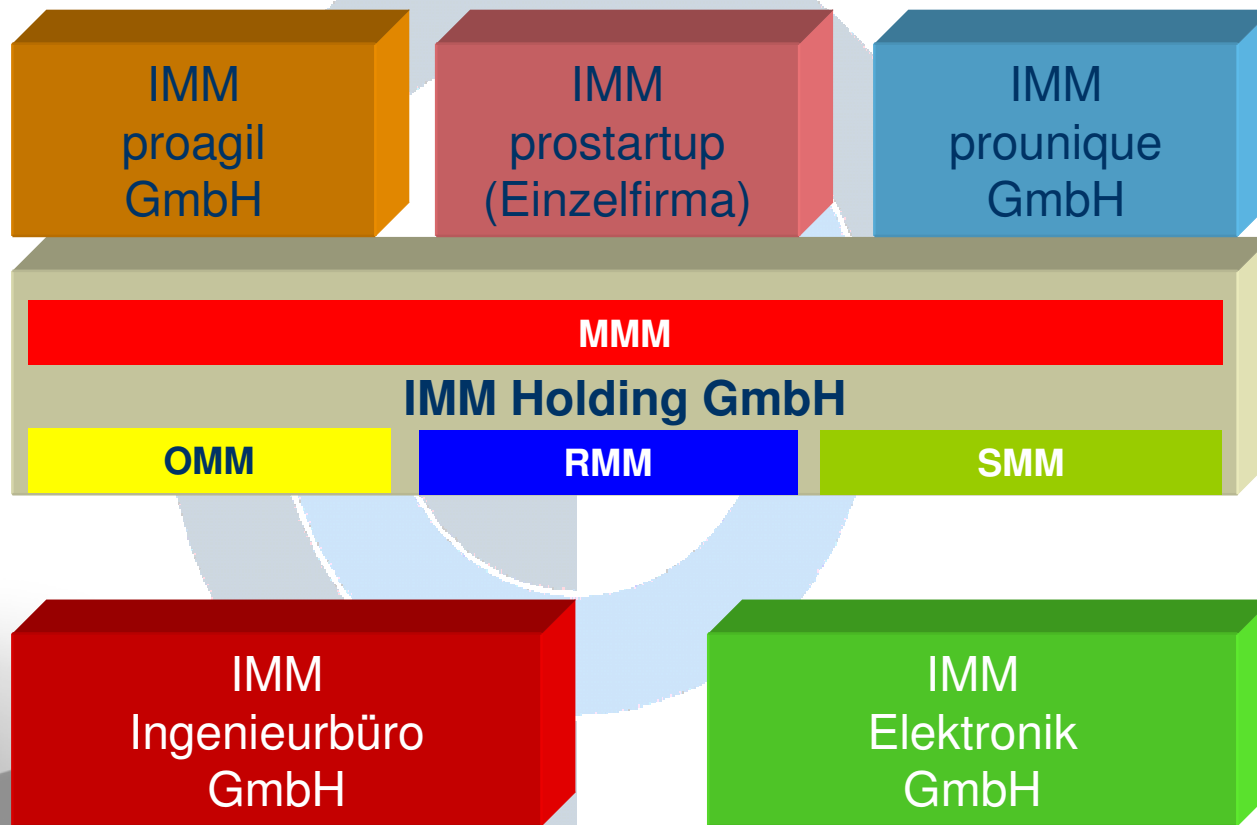 IMM
proagil
GmbH
IMM
prostartup
(Einzelfirma)
IMM
prounique
GmbH
MMM
IMM Holding GmbH
OMM
RMM
SMM
IMM
Ingenieurbüro
GmbH
IMM
Elektronik
GmbH